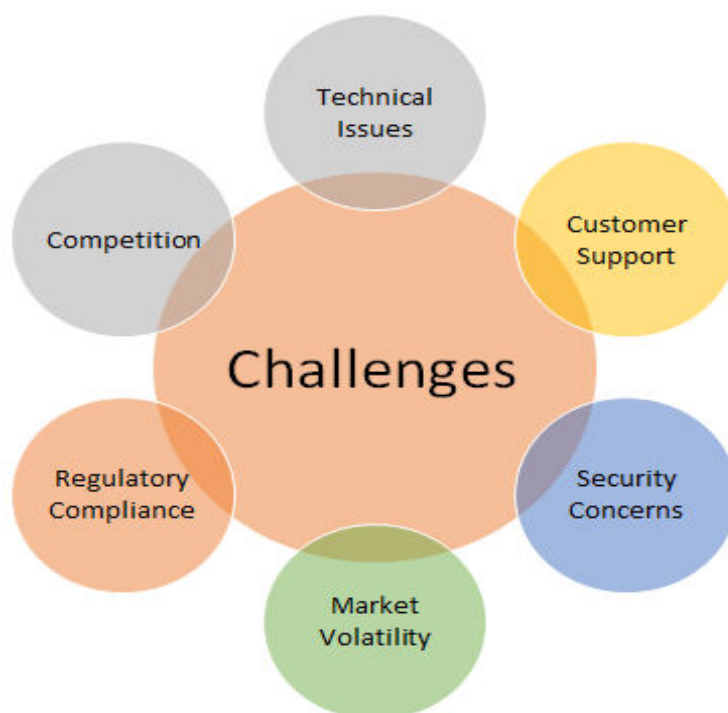 Technical
Issues
Customer
Support
Competition
Challenges
Regulatory
Compliance
Security
Concerns
Market
Volatility